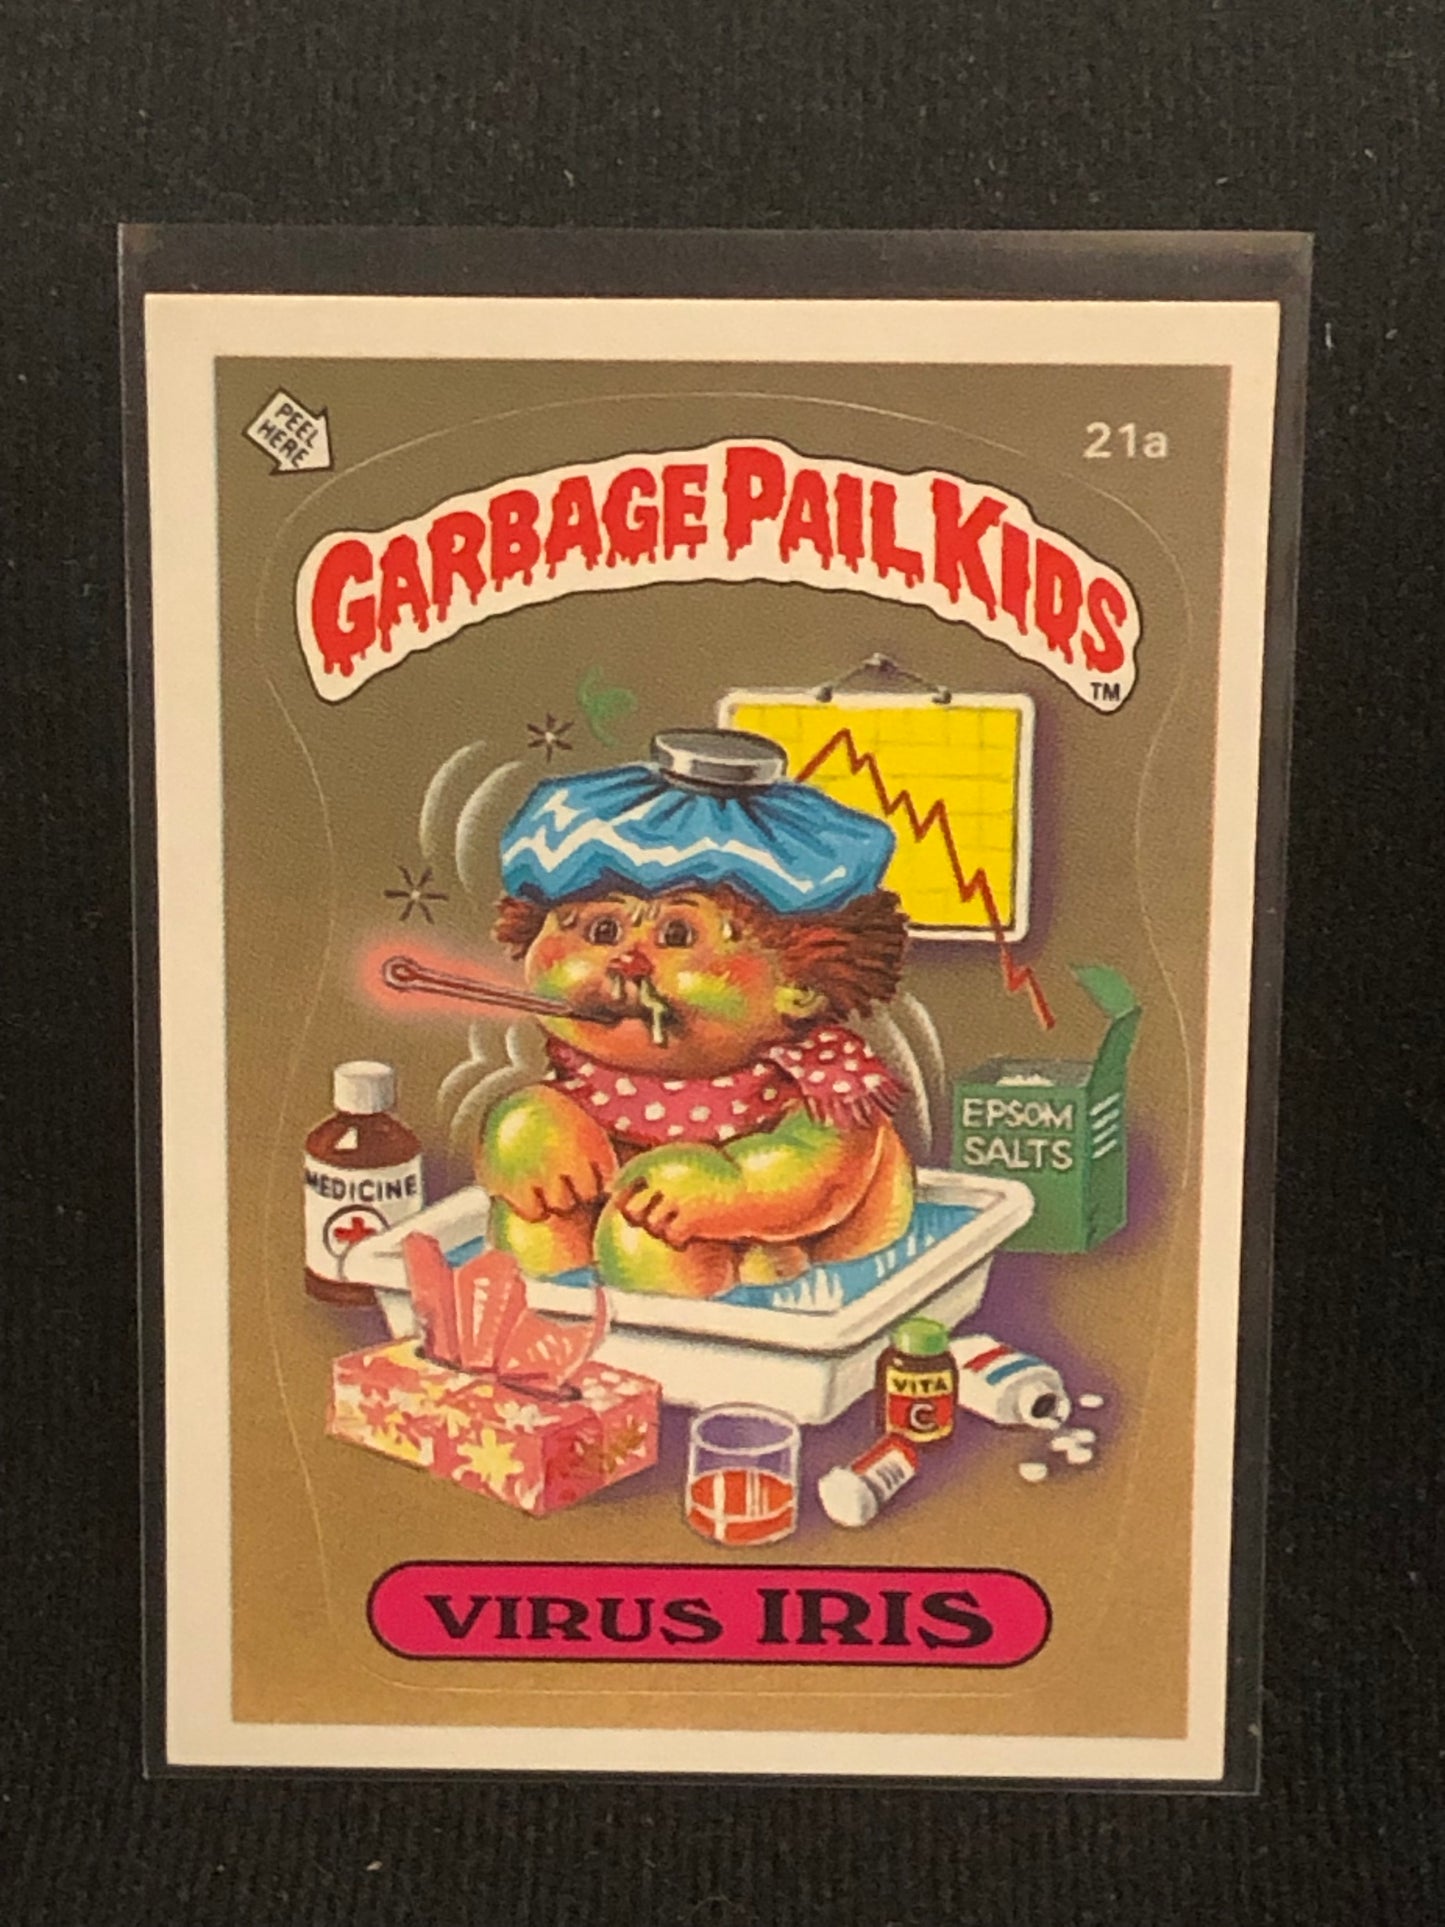 PEEL
HERE
21a
GARBAGE PAIL KIDS
TM
EPSOM
SALTS
MEDICINE
VITA
C
VIRUS IRIS